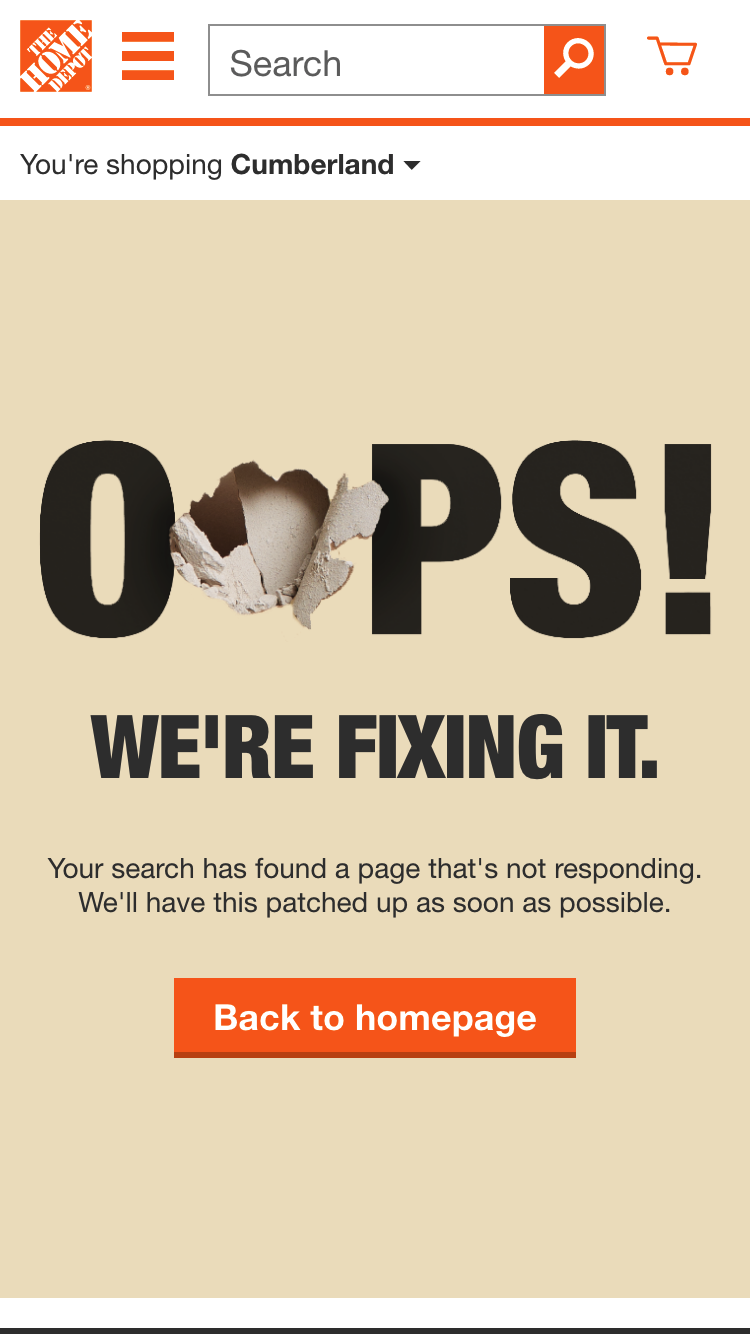 THE
HOME
DEPOT
Search
You're shopping Cumberland
OOPS!
WE'RE FIXING IT.
Your search has found a page that's not responding.
We'll have this patched up as soon as possible.
Back to homepage